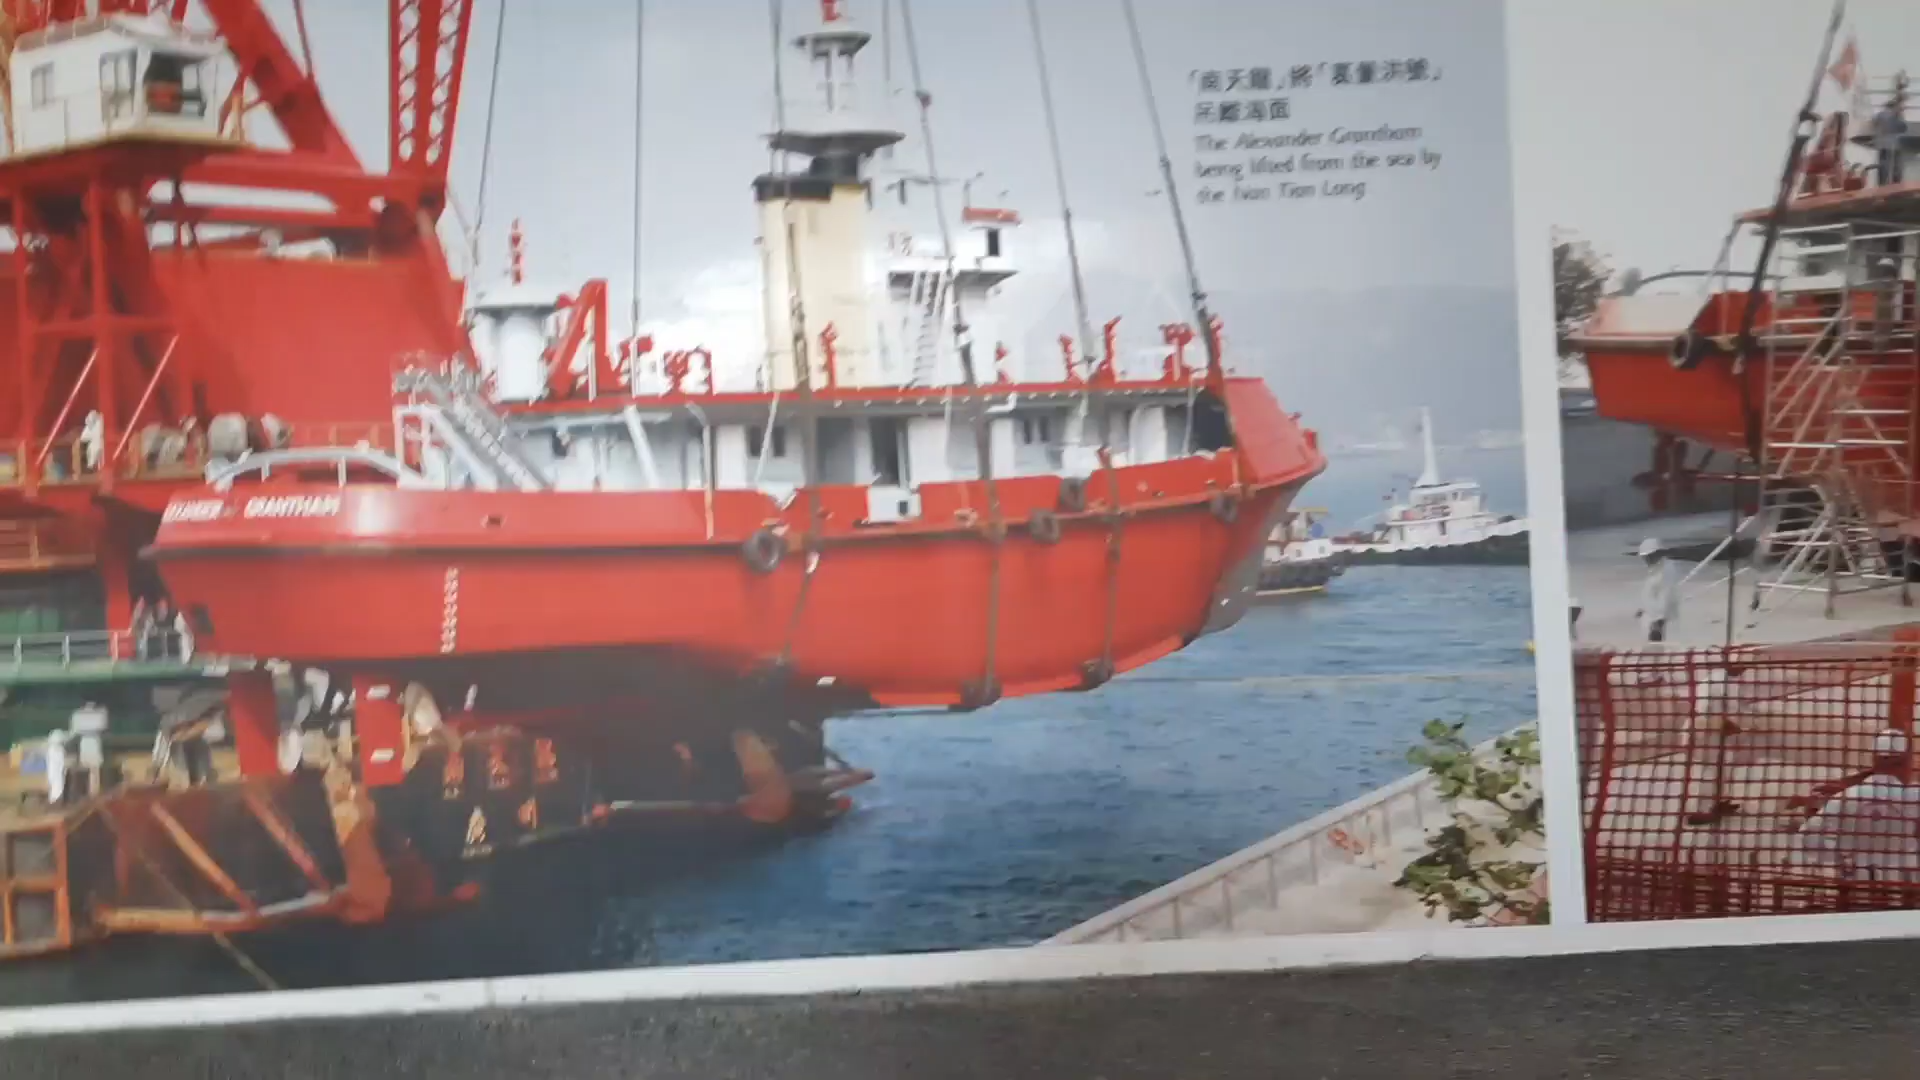 「南天龍」將「葛量洪號」
吊離海面
The Alexander Grantham
being lifted from the sea by
the Nan Tian Long
GRANTHAM